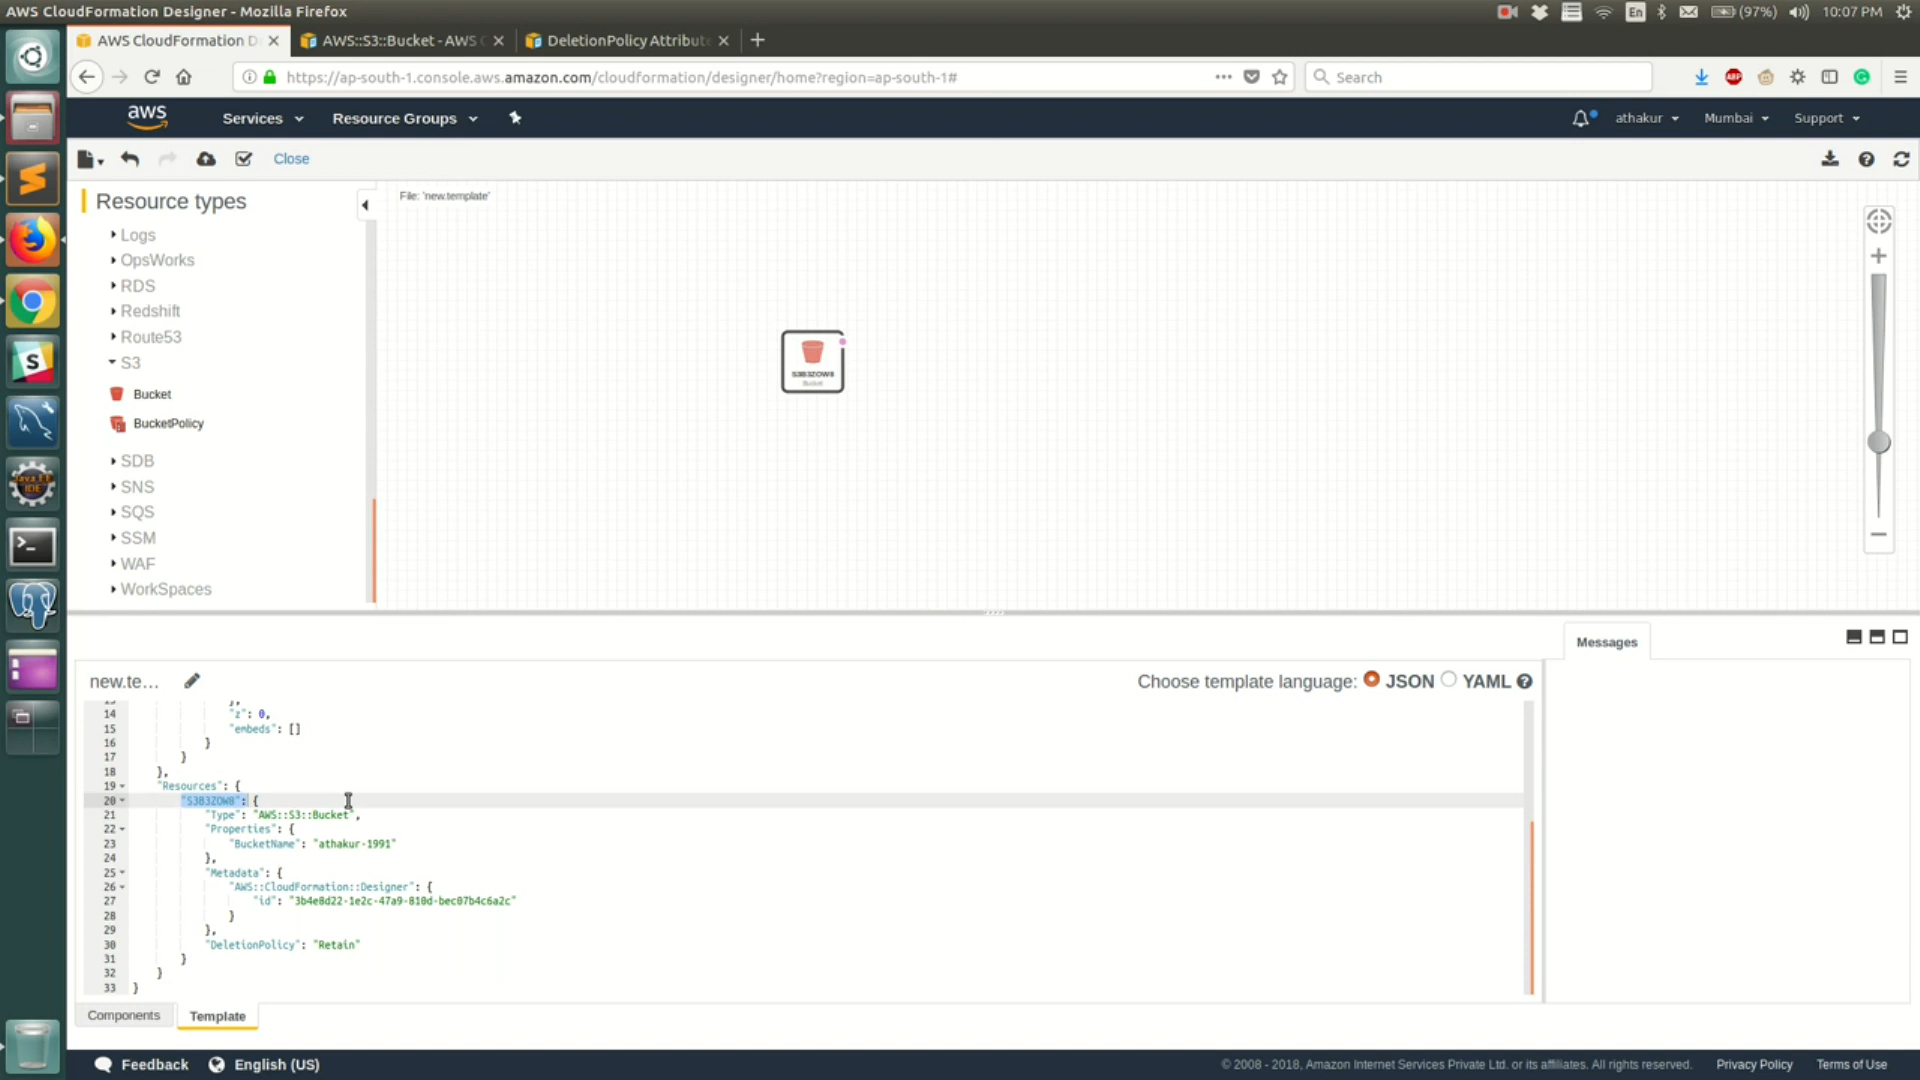 AWS CloudFormation Designer - Mozilla Firefox
En
(97%)
10:07 PM
AWS CloudFormation D
AWS::S3::Bucket - AWS C
DeletionPolicy Attribut
https://ap-south-1.console.aws.amazon.com/cloudformation/designer/home?region=ap-south-1#
Search
ABP
aws
Services
Resource Groups
athakur
Mumbai
Support
Close
Resource types
File: 'new.template'
Logs
OpsWorks
RDS
Redshift
Route53
S3
Bucket
BucketPolicy
SDB
SNS
SQS
SSM
WAF
WorkSpaces
S3B3ZOW8
Bucket
Messages
new.te...
Choose template language:
JSON
YAML
13 },
14 "z": 0,
15 "embeds": []
16 }
17 }
18 },
19 "Resources": {
20 "S3B3ZOW8": {
21 "Type": "AWS::S3::Bucket",
22 "Properties": {
23 "BucketName": "athakur-1991"
24 },
25 "Metadata": {
26 "AWS::CloudFormation::Designer": {
27 "id": "3b4e8d22-1e2c-47a9-810d-bec07b4c6a2c"
28 }
29 },
30 "DeletionPolicy": "Retain"
31 }
32 }
33 }
Components
Template
Feedback
English (US)
© 2008 - 2018, Amazon Internet Services Private Ltd. or its affiliates. All rights reserved.
Privacy Policy
Terms of Use